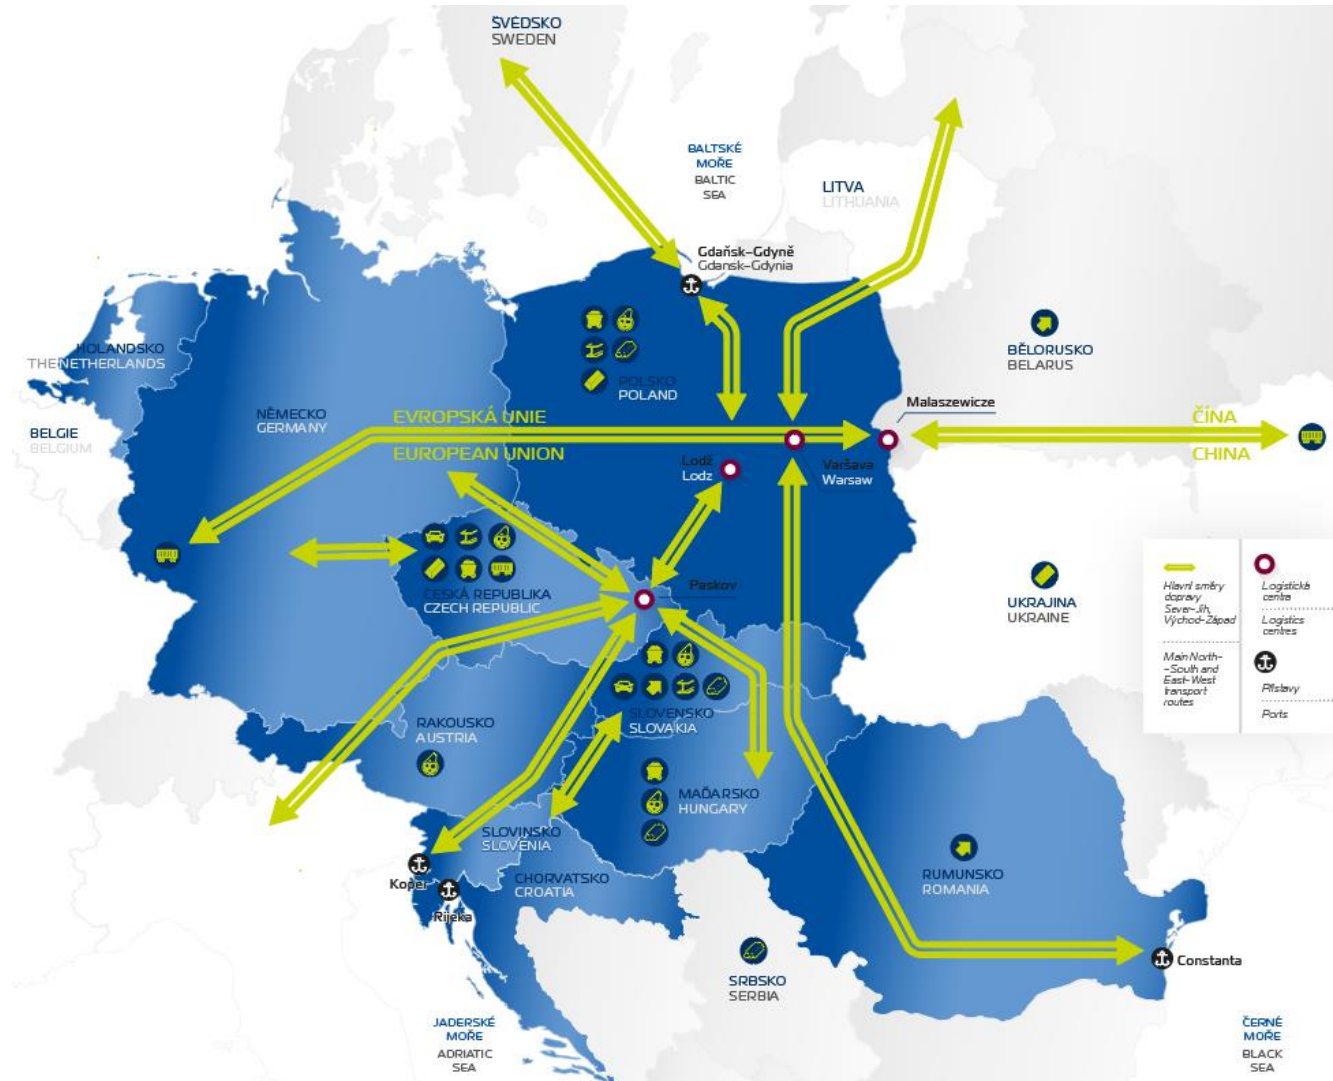 ŠVÉDSKO
SWEDEN
BALTSKÉ
MOŘE
BALTIC
SEA
LITVA
LITHUANIA
Gdaňsk-Gdyně
Gdansk-Gdynia
HOLANDSKO
THE NETHERLANDS
POLSKO
POLAND
BĚLORUSKO
BELARUS
Malaszewicze
NĚMECKO
GERMANY
EVROPSKÁ UNIE
EUROPEAN UNION
BELGIE
BELGIUM
ČÍNA
CHINA
Lodž
Lodz
Varšava
Warsaw
ČESKÁ REPUBLIKA
CZECH REPUBLIC
Paskov
UKRAJINA
UKRAINE
Hlavní směry
dopravy
Sever-Jih,
Východ-Západ
Main North-
-South and
East-West
transport
routes
Logistická
centra
Logistics
centres
Přístavy
Ports
RAKOUSKO
AUSTRIA
SLOVENSKO
SLOVAKIA
MAĎARSKO
HUNGARY
SLOVINSKO
SLOVENIA
CHORVATSKO
CROATIA
Koper
Rijeka
RUMUNSKO
ROMANIA
Constanta
SRBSKO
SERBIA
JADERSKÉ
MOŘE
ADRIATIC
SEA
ČERNÉ
MOŘE
BLACK
SEA